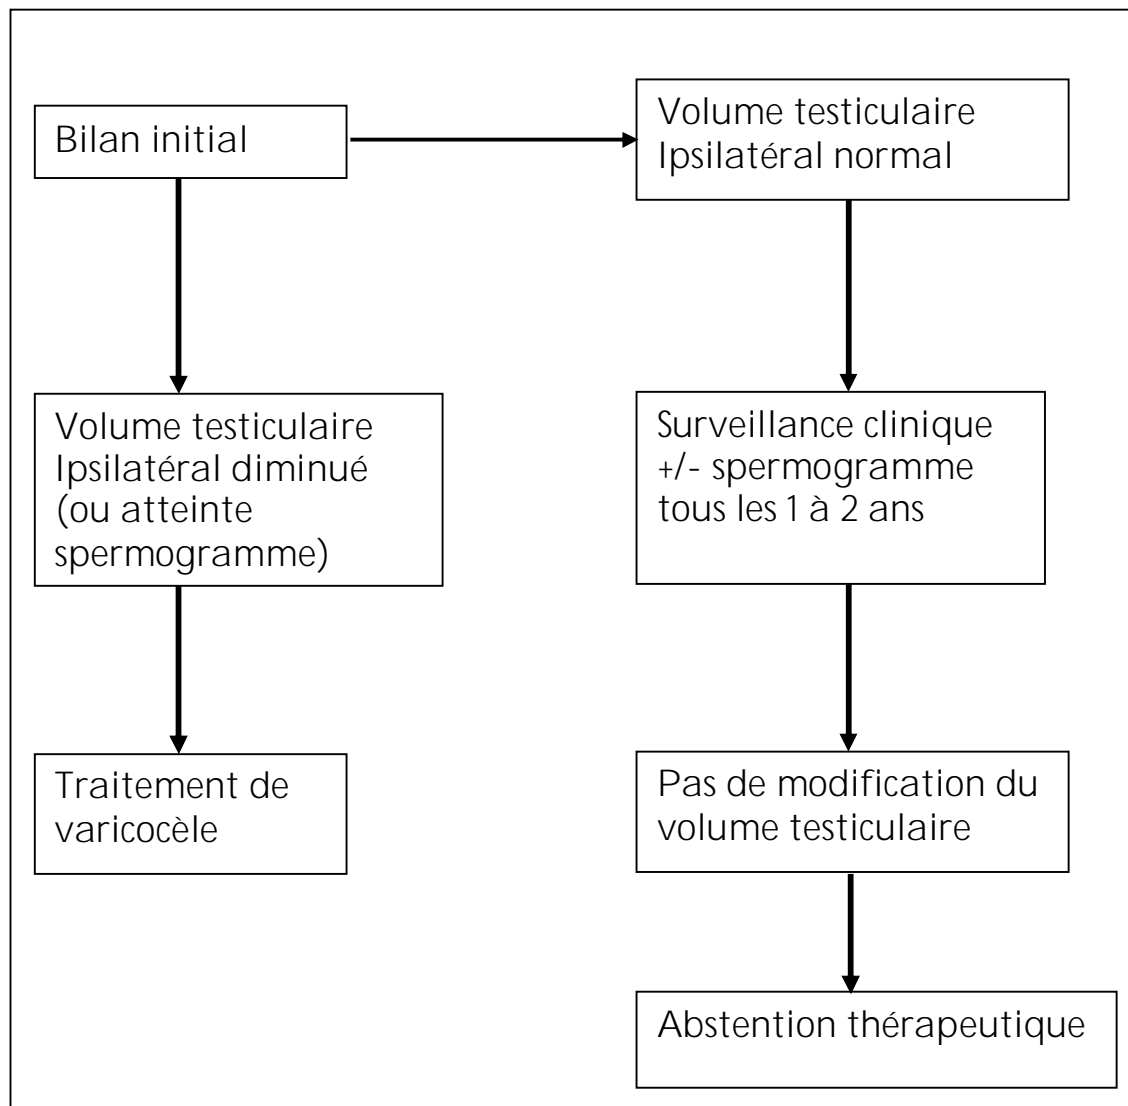 Bilan initial
Volume testiculaire
Ipsilatéral normal
Volume testiculaire
Ipsilatéral diminué
(ou atteinte
spermogramme)
Surveillance clinique
+/- spermogramme
tous les 1 à 2 ans
Traitement de
varicocèle
Pas de modification du
volume testiculaire
Abstention thérapeutique